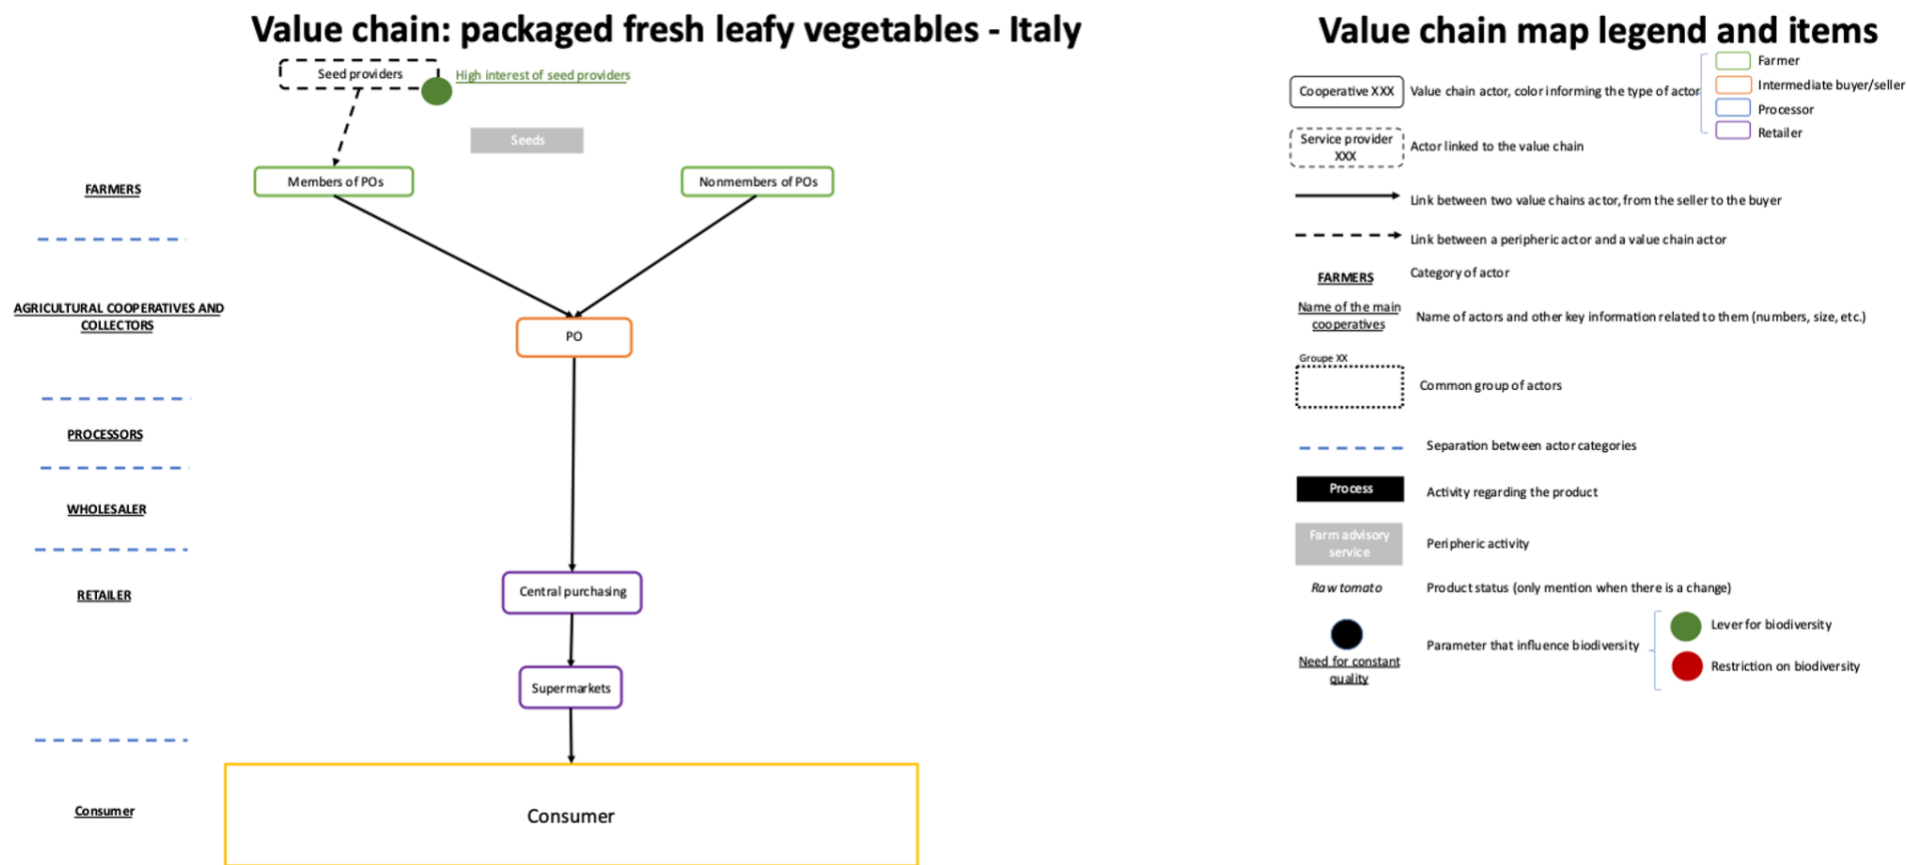 Value chain: packaged fresh leafy vegetables - Italy
Seed providers
High interest of seed providers
Seeds
FARMERS
Members of POs
Nonmembers of POs
AGRICULTURAL COOPERATIVES AND
COLLECTORS
PO
PROCESSORS
WHOLESALER
RETAILER
Central purchasing
Supermarkets
Consumer
Consumer
Value chain map legend and items
Cooperative XXX
Value chain actor, color informing the type of actor
Farmer
Intermediate buyer/seller
Processor
Retailer
Service provider
XXX
Actor linked to the value chain
Link between two value chains actor, from the seller to the buyer
Link between a peripheric actor and a value chain actor
FARMERS
Category of actor
Name of the main
cooperatives
Name of actors and other key information related to them (numbers, size, etc.)
Groupe XX
Common group of actors
Separation between actor categories
Process
Activity regarding the product
Farm advisory
service
Peripheric activity
Raw tomato
Product status (only mention when there is a change)
Need for constant
quality
Parameter that influence biodiversity
Lever for biodiversity
Restriction on biodiversity